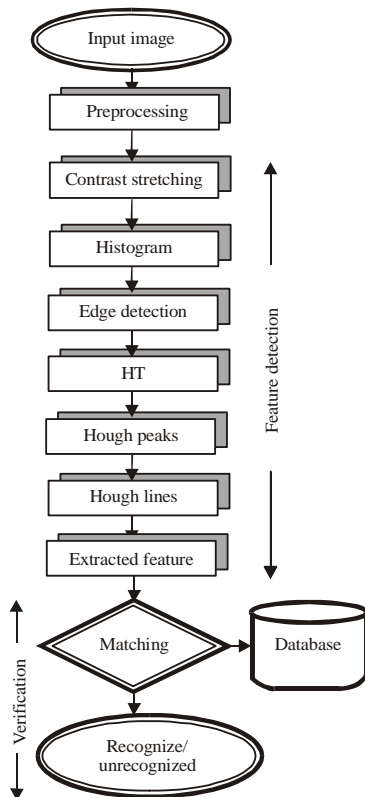 Input image
Preprocessing
Contrast stretching
Histogram
Edge detection
HT
Hough peaks
Hough lines
Extracted feature
Feature detection
Matching
Database
Verification
Recognize/
unrecognized